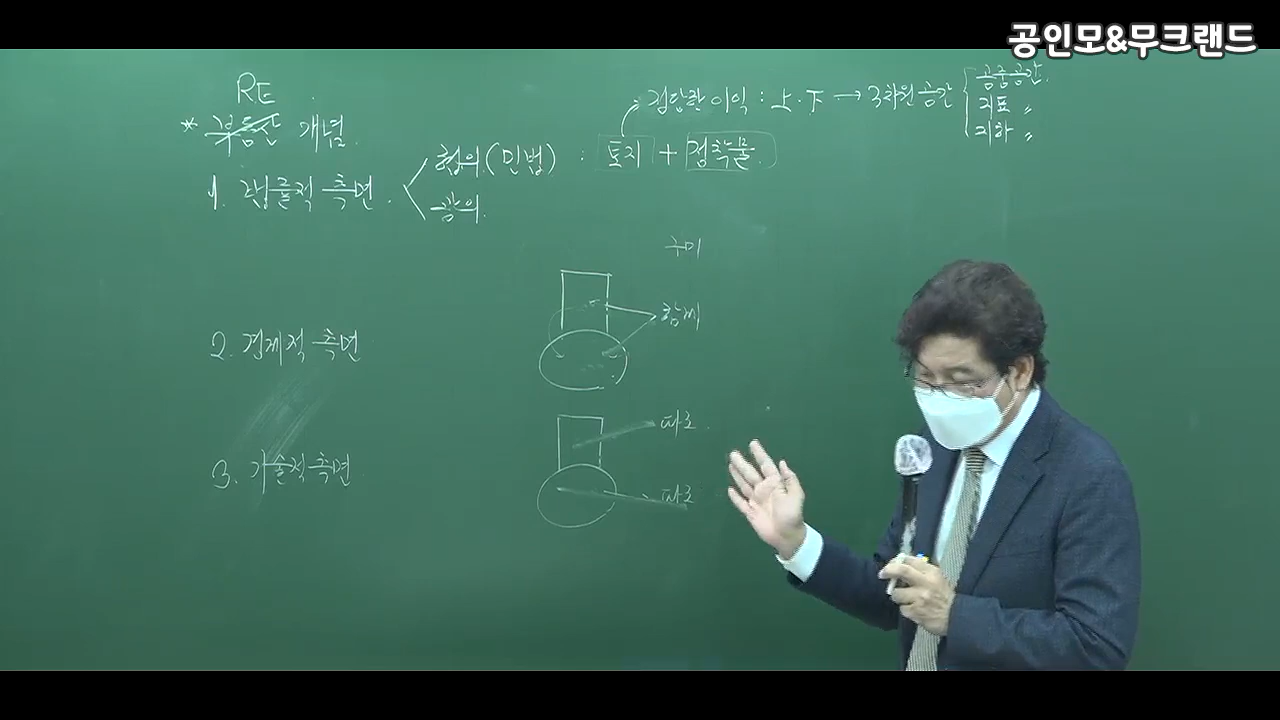 공인모&무크랜드
RE
* 부동산 개념
정당한 이익 : 上·下 → 3차원 공간
공중공간
지표 〃
지하 〃
1. 법률적 측면
협의(민법) : 토지 + 정착물
광의
구미
함께
2. 경제적 측면
따로
3. 기술적 측면
따로